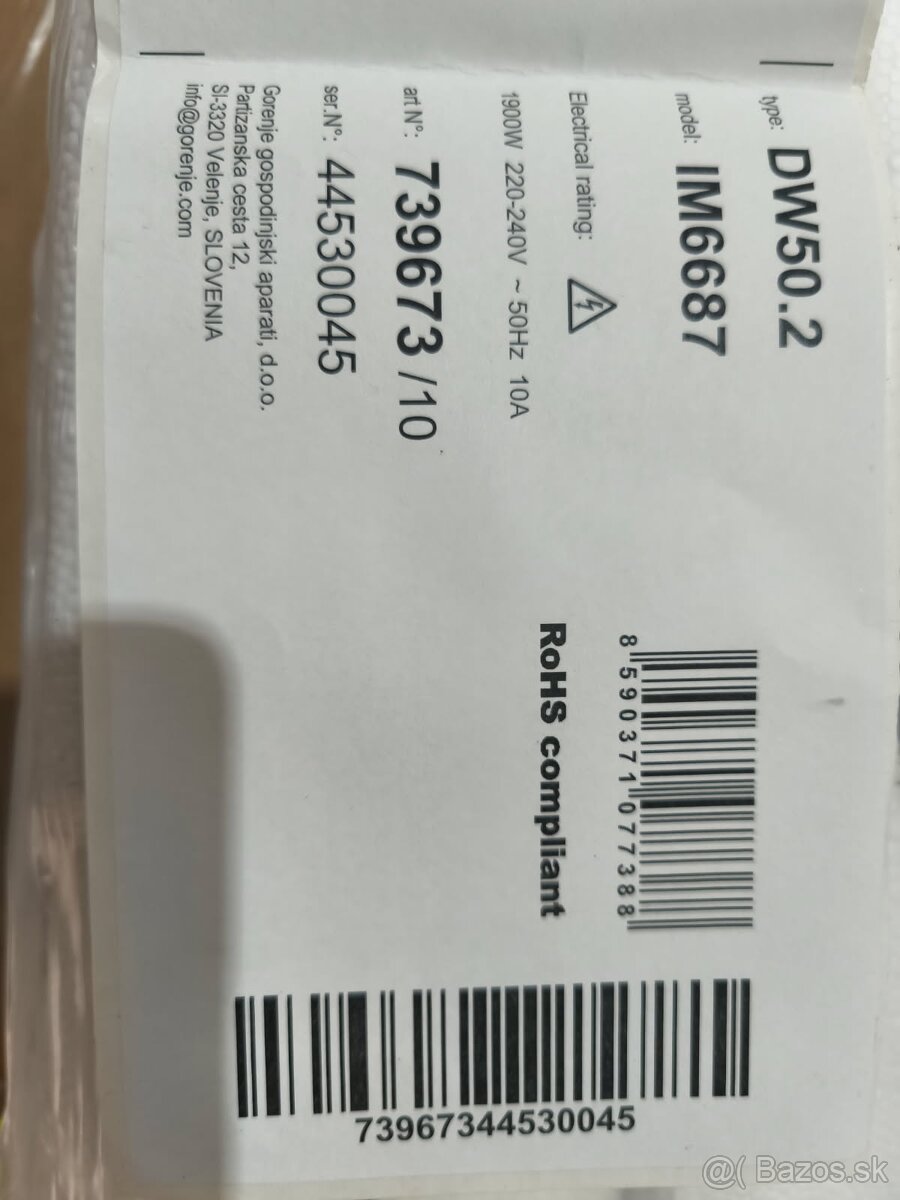 type: DW50.2
model: IM6687
Electrical rating:
1900W 220-240V ~ 50Hz 10A
art N°: 739673 /10
ser.N°: 44530045
Gorenje gospodinjski aparati, d.o.o.
Partizanska cesta 12,
SI-3320 Velenje, SLOVENIA
info@gorenje.com
8 590371 077388
RoHS compliant
73967344530045
@( Bazos.sk